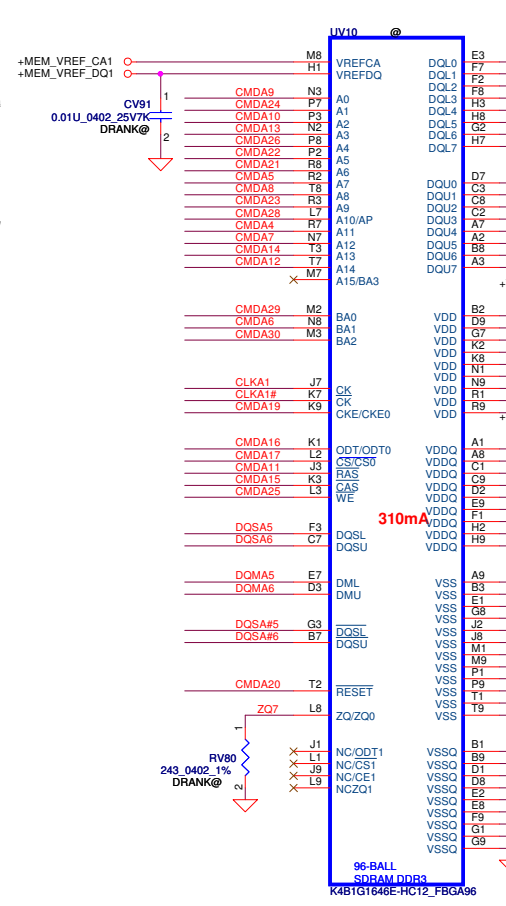 UV10 @
+MEM_VREF_CA1 M8 VREFCA DQL0 E3
+MEM_VREF_DQ1 H1 VREFDQ DQL1 F7
DQL2 F2
1 CMDA9 N3 A0 DQL3 F8
CV91 CMDA24 P7 A1 DQL4 H3
0.01U_0402_25V7K CMDA10 P3 A2 DQL5 H8
DRANK@ CMDA13 N2 A3 DQL6 G2
2 CMDA26 P8 A4 DQL7 H7
CMDA22 P2 A5
CMDA21 R8 A6
CMDA5 R2 A7 DQU0 D7
CMDA8 T8 A8 DQU1 C3
CMDA23 R3 A9 DQU2 C8
CMDA28 L7 A10/AP DQU3 C2
CMDA4 R7 A11 DQU4 A7
CMDA7 N7 A12 DQU5 A2
CMDA14 T3 A13 DQU6 B8
CMDA12 T7 A14 DQU7 A3
M7 A15/BA3
+
CMDA29 M2 BA0 VDD B2
CMDA6 N8 BA1 VDD D9
CMDA30 M3 BA2 VDD G7
VDD K2
VDD K8
VDD N1
CLKA1 J7 CK VDD N9
CLKA1# K7 CK VDD R1
CMDA19 K9 CKE/CKE0 VDD R9
+
CMDA16 K1 ODT/ODT0 VDDQ A1
CMDA17 L2 CS/CS0 VDDQ A8
CMDA11 J3 RAS VDDQ C1
CMDA15 K3 CAS VDDQ C9
CMDA25 L3 WE VDDQ D2
VDDQ E9
310mA VDDQ F1
DQSA5 F3 DQSL VDDQ H2
DQSA6 C7 DQSU VDDQ H9
DQMA5 E7 DML VSS A9
DQMA6 D3 DMU VSS B3
VSS E1
VSS G8
DQSA#5 G3 DQSL VSS J2
DQSA#6 B7 DQSU VSS J8
VSS M1
VSS M9
VSS P1
CMDA20 T2 RESET VSS P9
VSS T1
ZQ7 L8 ZQ/ZQ0 VSS T9
1
RV80 J1 NC/ODT1 VSSQ B1
243_0402_1% L1 NC/CS1 VSSQ B9
DRANK@ J9 NC/CE1 VSSQ D1
2 L9 NCZQ1 VSSQ D8
VSSQ E2
VSSQ E8
VSSQ F9
VSSQ G1
VSSQ G9
96-BALL
SDRAM DDR3
K4B1G1646E-HC12_FBGA96